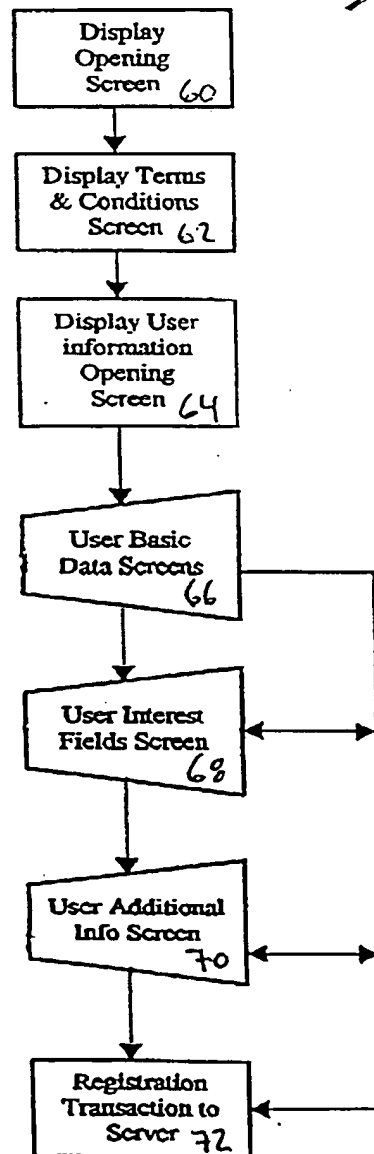 Display
Opening
Screen 60
Display Terms
& Conditions
Screen 62
Display User
information
Opening
Screen 64
User Basic
Data Screens
66
User Interest
Fields Screen
68
User Additional
Info Screen
70
Registration
Transaction to
Server 72